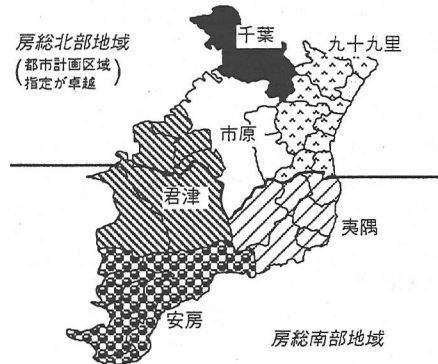 房総北部地域
(都市計画区域
指定が卓越)
千葉
九十九里
市原
君津
夷隅
安房
房総南部地域